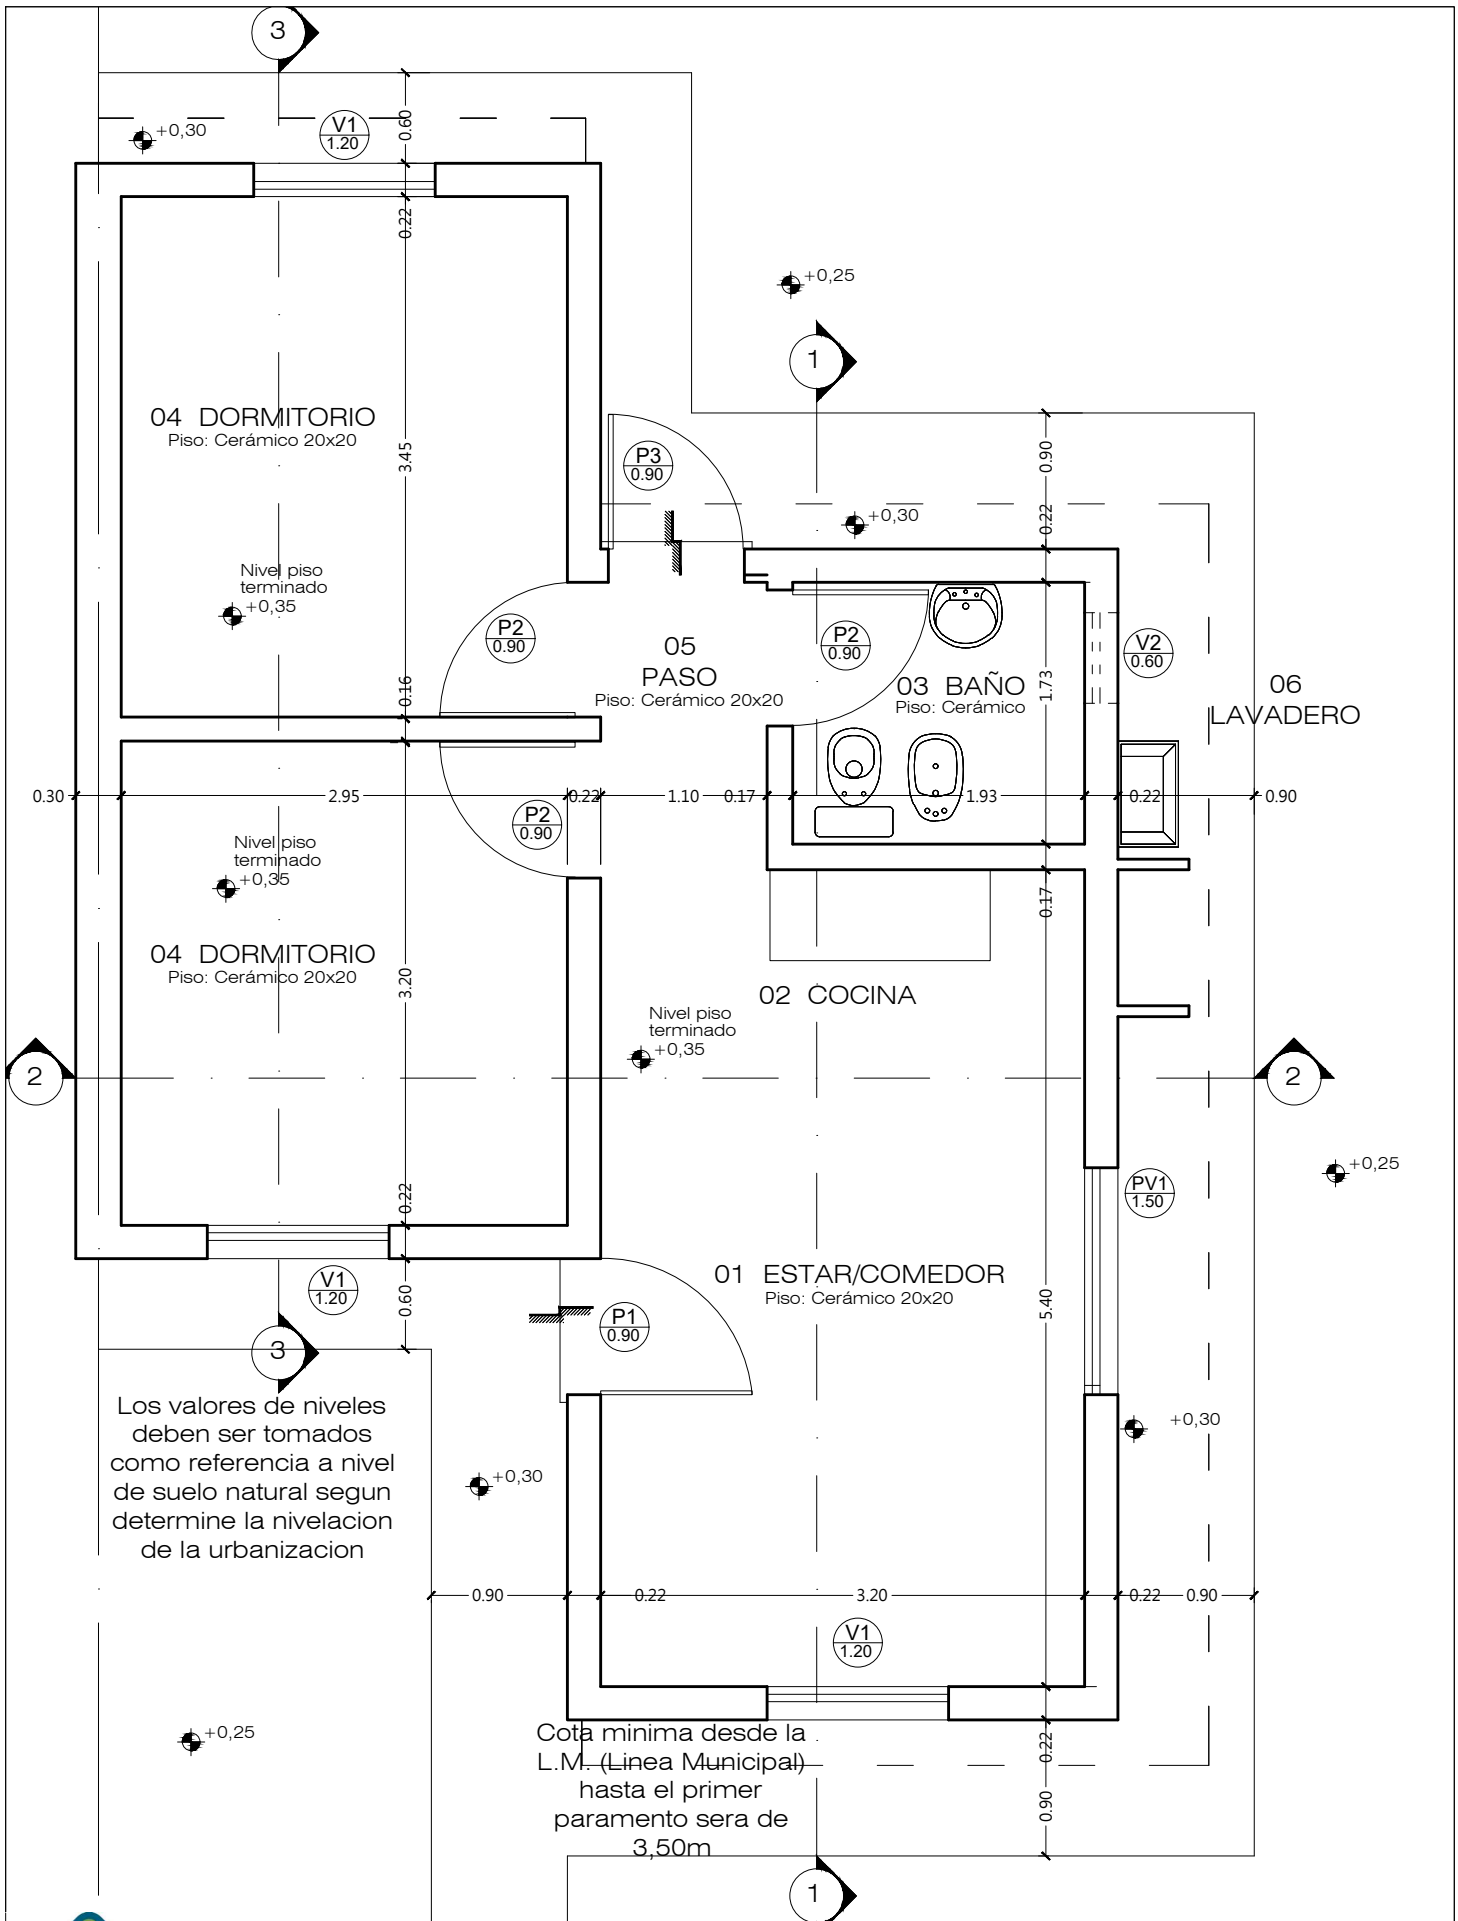 3
V1
1.20
0.60
+0,30
0.22
+0,25
1
04 DORMITORIO
Piso: Cerámico 20x20
3.45
P3
0.90
0.90
0.22
+0,30
Nivel piso
terminado
+0,35
P2
0.90
05
PASO
Piso: Cerámico 20x20
P2
0.90
03 BAÑO
Piso: Cerámico
1.73
V2
0.60
06
LAVADERO
0.16
0.30
2.95
0.22
1.10
0.17
1.93
0.22
0.90
P2
0.90
Nivel piso
terminado
+0,35
0.17
04 DORMITORIO
Piso: Cerámico 20x20
3.20
02 COCINA
Nivel piso
terminado
+0,35
2
2
+0,25
PV1
1.50
0.22
V1
1.20
0.60
01 ESTAR/COMEDOR
Piso: Cerámico 20x20
5.40
P1
0.90
3
Los valores de niveles
deben ser tomados
como referencia a nivel
de suelo natural segun
determine la nivelacion
de la urbanizacion
+0,30
+0,30
0.90
0.22
3.20
0.22
0.90
V1
1.20
+0,25
Cota minima desde la
L.M. (Linea Municipal)
hasta el primer
paramento sera de
3,50m
0.22
0.90
1